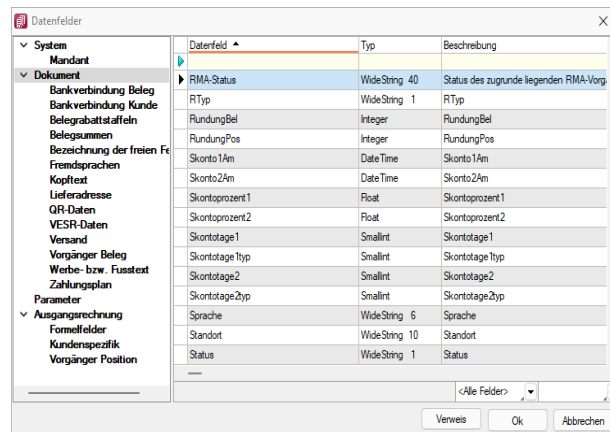 Datenfelder
System
Mandant
Dokument
Bankverbindung Beleg
Bankverbindung Kunde
Belegrabattstaffeln
Belegsummen
Bezeichnung der freien Fe
Fremdsprachen
Kopftext
Lieferadresse
QR-Daten
VESR-Daten
Versand
Vorgänger Beleg
Werbe- bzw. Fusstext
Zahlungsplan
Parameter
Ausgangsrechnung
Formelfelder
Kundenspezifik
Vorgänger Position
Datenfeld Typ Beschreibung
RMA-Status WideString 40 Status des zugrunde liegenden RMA-Vorg
RTyp WideString 1 RTyp
RundungBel Integer RundungBel
RundungPos Integer RundungPos
Skonto1Am DateTime Skonto1Am
Skonto2Am DateTime Skonto2Am
Skontoprozent1 Float Skontoprozent1
Skontoprozent2 Float Skontoprozent2
Skontotage1 Smallint Skontotage1
Skontotage1typ Smallint Skontotage1typ
Skontotage2 Smallint Skontotage2
Skontotage2typ Smallint Skontotage2typ
Sprache WideString 6 Sprache
Standort WideString 10 Standort
Status WideString 1 Status
<Alle Felder>
Verweis Ok Abbrechen